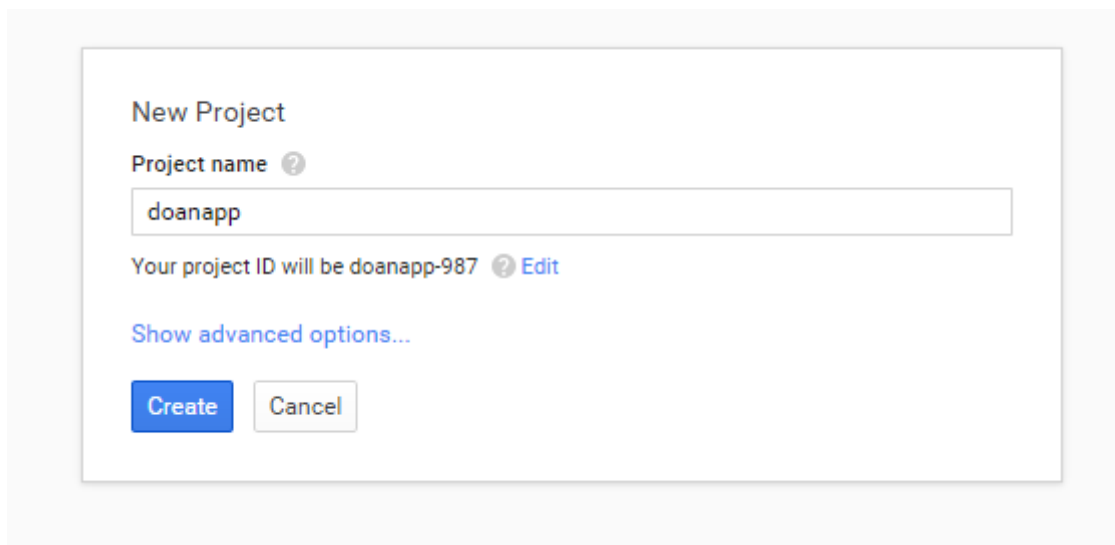 New Project
Project name ?
doanapp
Your project ID will be doanapp-987 ? Edit
Show advanced options...
Create Cancel